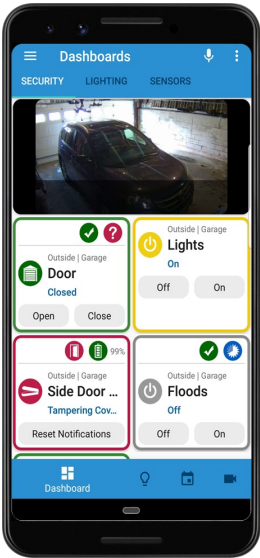 Dashboards
SECURITY LIGHTING SENSORS
Outside | Garage
Door
Closed
Open Close
Outside | Garage
Lights
On
Off On
99%
Outside | Garage
Side Door ...
Tampering Cov...
Reset Notifications
Outside | Garage
Floods
Off
Off On
Dashboard